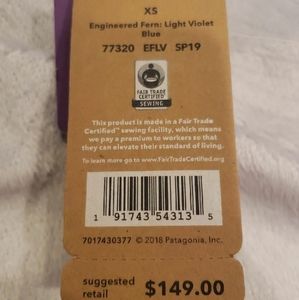 XS
Engineered Fern: Light Violet
Blue
77320 EFLV SP19
FAIR TRADE
CERTIFIED
SEWING
This product is made in a Fair Trade
Certified™ sewing facility, which means
we pay a premium to workers so that
they can elevate their standard of living.
To learn more go to www.FairTradeCertified.org
1 91743 54313 5
7017430377 © 2018 Patagonia, Inc.
suggested
retail $149.00